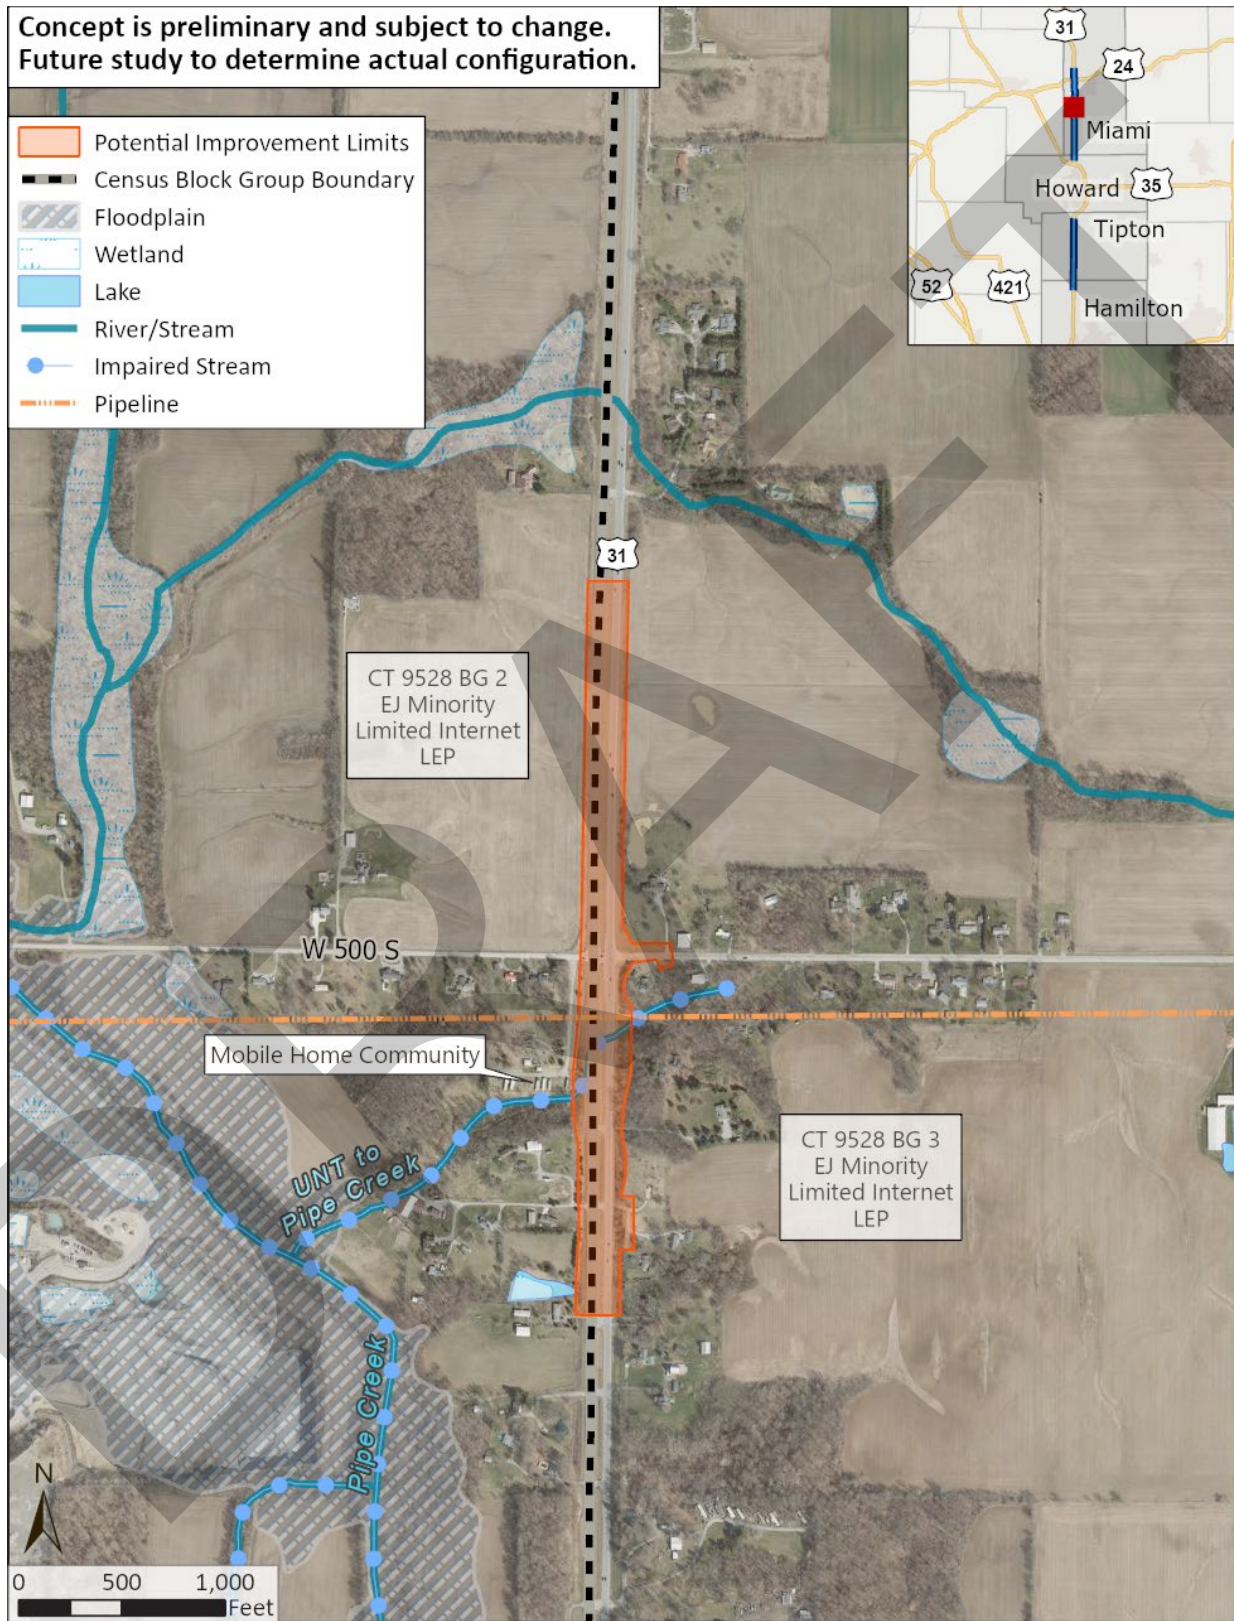 Concept is preliminary and subject to change.
Future study to determine actual configuration.
Potential Improvement Limits
Census Block Group Boundary
Floodplain
Wetland
Lake
River/Stream
Impaired Stream
Pipeline
31
24
Miami
Howard
35
Tipton
52
421
Hamilton
31
CT 9528 BG 2
EJ Minority
Limited Internet
LEP
W 500 S
Mobile Home Community
UNT to
Pipe Creek
CT 9528 BG 3
EJ Minority
Limited Internet
LEP
Pipe Creek
N
0 500 1,000
Feet
DRAFT